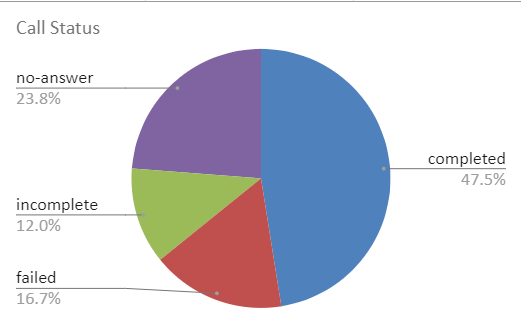 Call Status
no-answer
23.8%
completed
47.5%
incomplete
12.0%
failed
16.7%